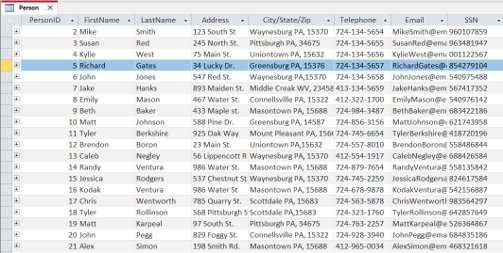 Person
PersonID FirstName LastName Address City/State/Zip Telephone Email SSN
2 Mike Smith 123 South St Waynesburg PA, 15370 724-134-5654 MikeSmith@em 960107859
3 Susan Red 245 North St. Pittsburgh PA, 34675 724-134-5655 SusanRed@em 963481987
4 Kylie West 75 Main St. Uniontown PA, 15632 724-134-5656 KylieWest@em 001122567
5 Richard Gates 34 Lucky Dr. Greensburg PA, 15376 724-134-5657 RichardGates@ 854279104
6 John Jones 547 Red St. Waynesburg PA,15370 724-134-5658 JohnJones@em 540975488
7 Jake Hanks 893 Maiden St. Middle Creek WV, 23458 724-134-5659 JakeHanks@em 567417352
8 Emily Mason 467 Water St. Connellsville PA, 15322 412-322-1700 EmilyMason@e 540976142
9 Beth Baker 433 Maple st. Masontown PA, 15688 724-984-3487 BethBaker@em 683422186
10 Matt Johnson 588 Pine Dr. Greensburg PA, 14587 724-856-3156 MattJohnson@ 621743958
11 Tyler Berkshire 925 Oak Way Mount Pleasant PA, 156 724-745-6654 TylerBerkshire 418720196
12 Brendon Boron 23 Main St. Uniontown PA,15632 724-557-8010 BrendonBoron 558486844
13 Caleb Negley 56 Lippencott R Waynesburg PA, 15370 412-554-1917 CalebNegley@ 688426584
14 Randy Ventura 986 Water St Masontown PA, 15688 724-879-7654 RandyVentura 558135842
15 Jessica Rodgers 537 Chestnut St Waynesburg PA, 15370 724-245-2259 JessicaRodgers 824617584
16 Kodak Ventura 986 Water St Masontown PA, 15688 724-678-9878 KodakVentura@ 542156887
17 Chris Wentworth 785 Quarry St. Scottdale PA, 15683 724-563-5878 ChrisWentworth 983564297
18 Tyler Rollinson 568 Pittsburgh S Scottdale PA, 15683 724-323-1760 TylerRollinson 642857649
19 Matt Karpeal 97 South St. Pittsburgh PA, 34675 724-763-2257 MattKarpeal@e 526364867
20 John Pegg 829 Foggy St. Connellsville PA, 15322 724-928-3940 JohnPegg@em 684835186
21 Alex Simon 198 Smith Rd. Masontown PA, 15688 412-965-0034 AlexSimon@em 468321618